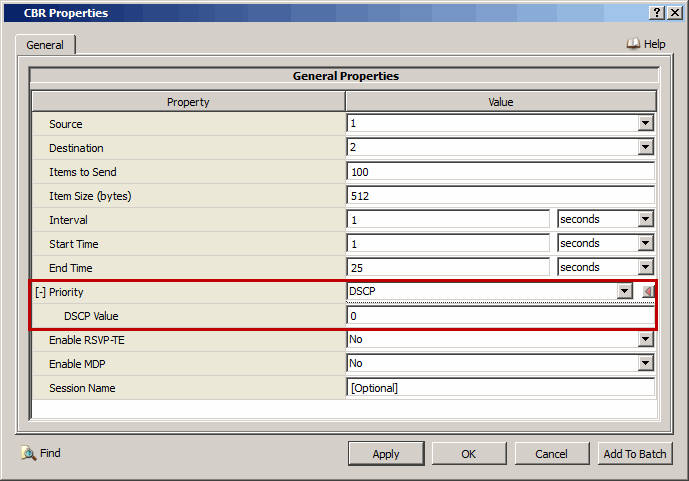 CBR Properties
General
Help
General Properties
Property Value
Source 1
Destination 2
Items to Send 100
Item Size (bytes) 512
Interval 1 seconds
Start Time 1 seconds
End Time 25 seconds
[-] Priority DSCP
DSCP Value 0
Enable RSVP-TE No
Enable MDP No
Session Name [Optional]
Find Apply OK Cancel Add To Batch